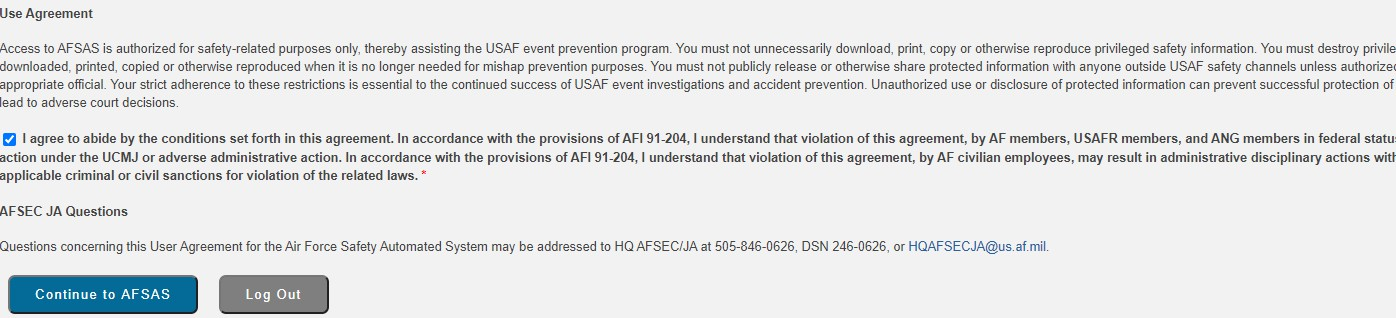 Use Agreement
Access to AFSAS is authorized for safety-related purposes only, thereby assisting the USAF event prevention program. You must not unnecessarily download, print, copy or otherwise reproduce privileged safety information. You must destroy
downloaded, printed, copied or otherwise reproduced when it is no longer needed for mishap prevention purposes. You must not publicly release or otherwise share protected information with anyone outside USAF safety channels unless
appropriate official. Your strict adherence to these restrictions is essential to the continued success of USAF event investigations and accident prevention. Unauthorized use or disclosure of protected information can prevent successful protection of
lead to adverse court decisions.
I agree to abide by the conditions set forth in this agreement. In accordance with the provisions of AFI 91-204, I understand that violation of this agreement, by AF members, USAFR members, and ANG members in federal
action under the UCMJ or adverse administrative action. In accordance with the provisions of AFI 91-204, I understand that violation of this agreement, by AF civilian employees, may result in administrative disciplinary actions
applicable criminal or civil sanctions for violation of the related laws. *
AFSEC JA Questions
Questions concerning this User Agreement for the Air Force Safety Automated System may be addressed to HQ AFSEC/JA at 505-846-0626, DSN 246-0626, or HQAFSECJA@us.af.mil.
Continue to AFSAS
Log Out